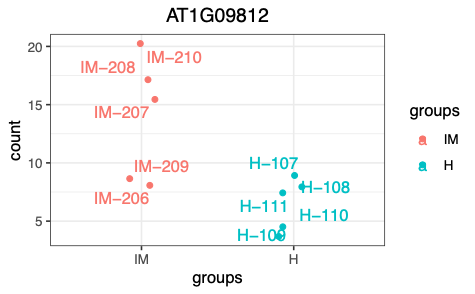 AT1G09812
count
20
15
10
5
IM-210
IM-208
IM-207
IM-209
IM-206
H-107
H-108
H-111
H-110
H-109
IM
H
groups
groups
a IM
a H